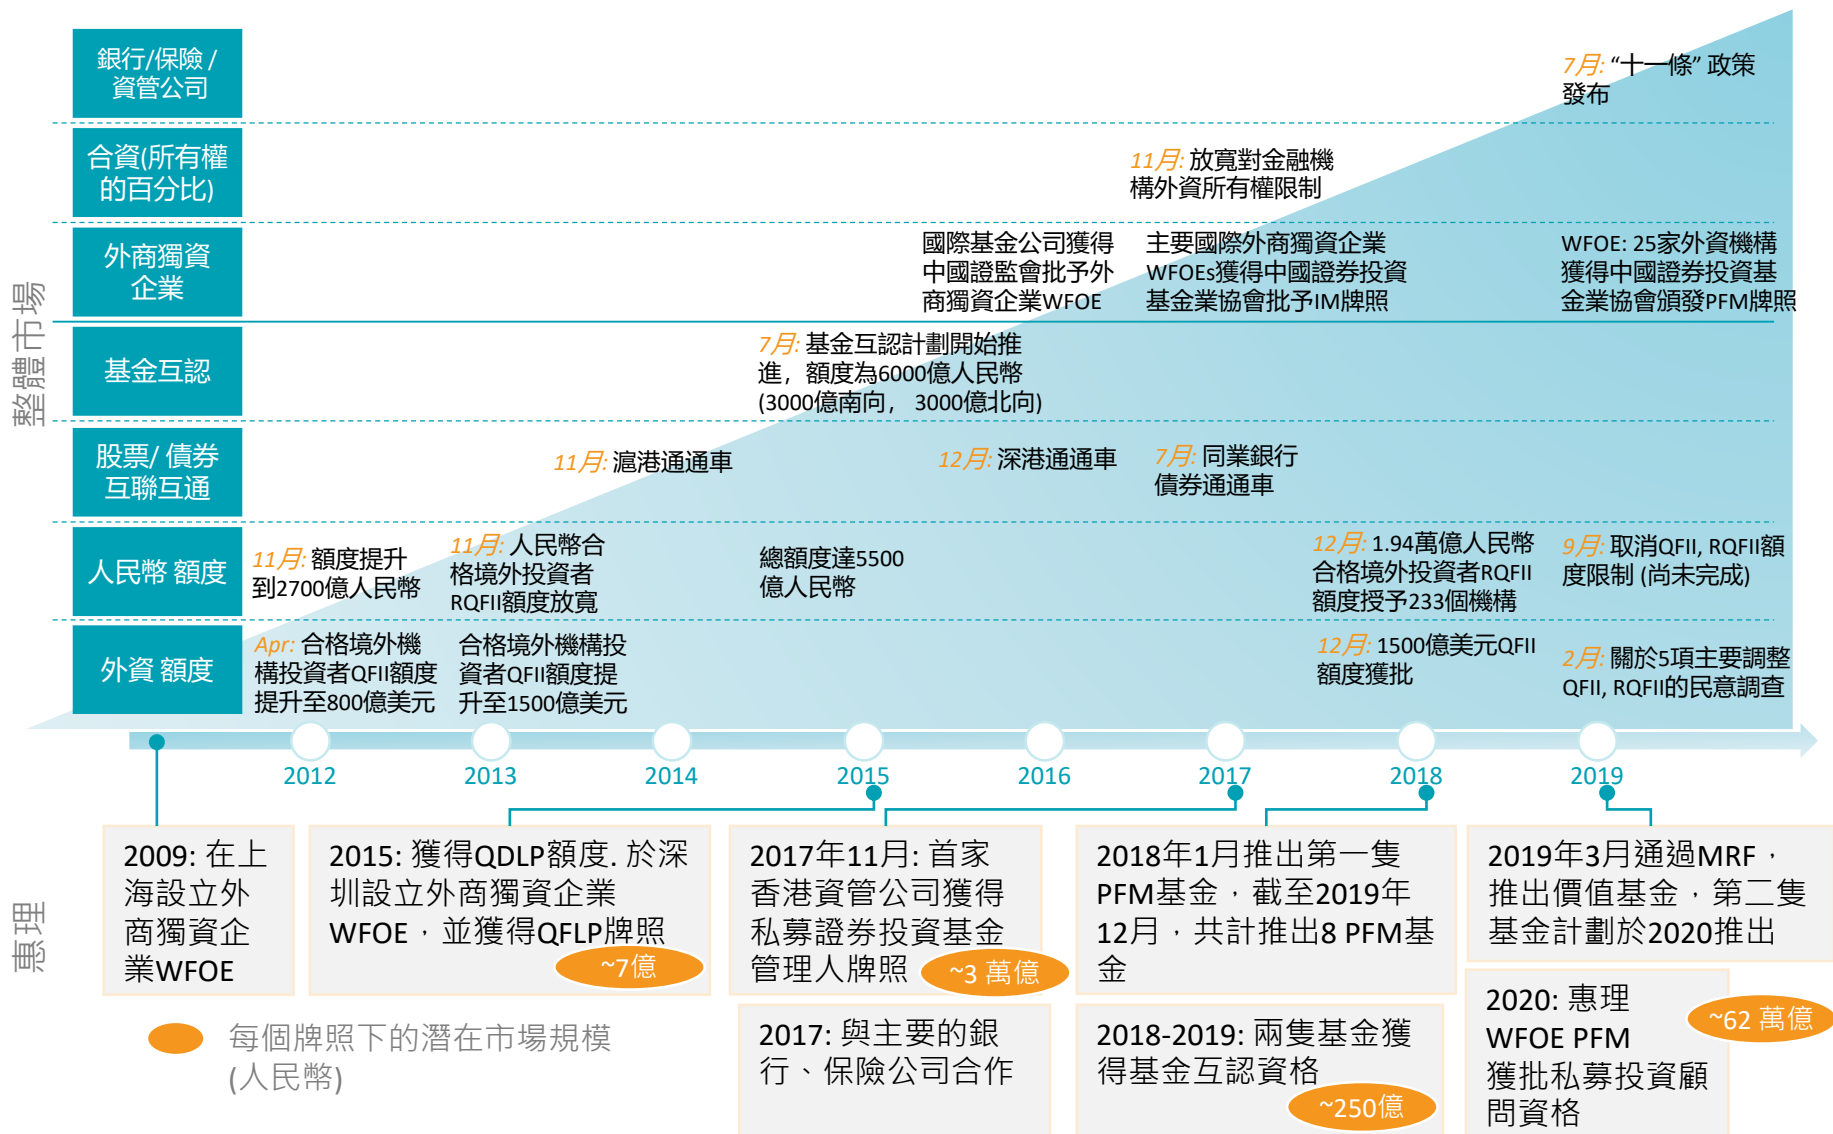 銀行/保險 /
資管公司
7月: “十一條” 政策
發布
合資(所有權
的百分比)
11月: 放寬對金融機
構外資所有權限制
整體市場
外商獨資
企業
國際基金公司獲得
中國證監會批予外
商獨資企業WFOE
主要國際外商獨資企業
WFOEs獲得中國證券投資
基金業協會批予IM牌照
WFOE: 25家外資機構
獲得中國證券投資基
金業協會頒發PFM牌照
基金互認
7月: 基金互認計劃開始推
進，額度為6000億人民幣
(3000億南向， 3000億北向)
股票/ 債券
互聯互通
11月: 滬港通通車
12月: 深港通通車
7月: 同業銀行
債券通通車
人民幣 額度
11月: 額度提升
到2700億人民幣
11月: 人民幣合
格境外投資者
RQFII額度放寬
總額度達5500
億人民幣
12月: 1.94萬億人民幣
合格境外投資者RQFII
額度授予233個機構
9月: 取消QFII, RQFII額
度限制 (尚未完成)
外資 額度
Apr: 合格境外機
構投資者QFII額度
提升至800億美元
合格境外機構投
資者QFII額度提
升至1500億美元
12月: 1500億美元QFII
額度獲批
2月: 關於5項主要調整
QFII, RQFII的民意調查
2012
2013
2014
2015
2016
2017
2018
2019
惠理
2009: 在上
海設立外
商獨資企
業WFOE
2015: 獲得QDLP額度. 於深
圳設立外商獨資企業
WFOE，並獲得QFLP牌照
~7億
2017年11月: 首家
香港資管公司獲得
私募證券投資基金
管理人牌照
~3 萬億
2018年1月推出第一隻
PFM基金，截至2019年
12月，共計推出8 PFM基
金
2019年3月通過MRF，
推出價值基金，第二隻
基金計劃於2020推出
2017: 與主要的銀
行、保險公司合作
2018-2019: 兩隻基金獲
得基金互認資格
~250億
2020: 惠理
WFOE PFM
獲批私募投資顧
問資格
~62 萬億
每個牌照下的潛在市場規模
(人民幣)